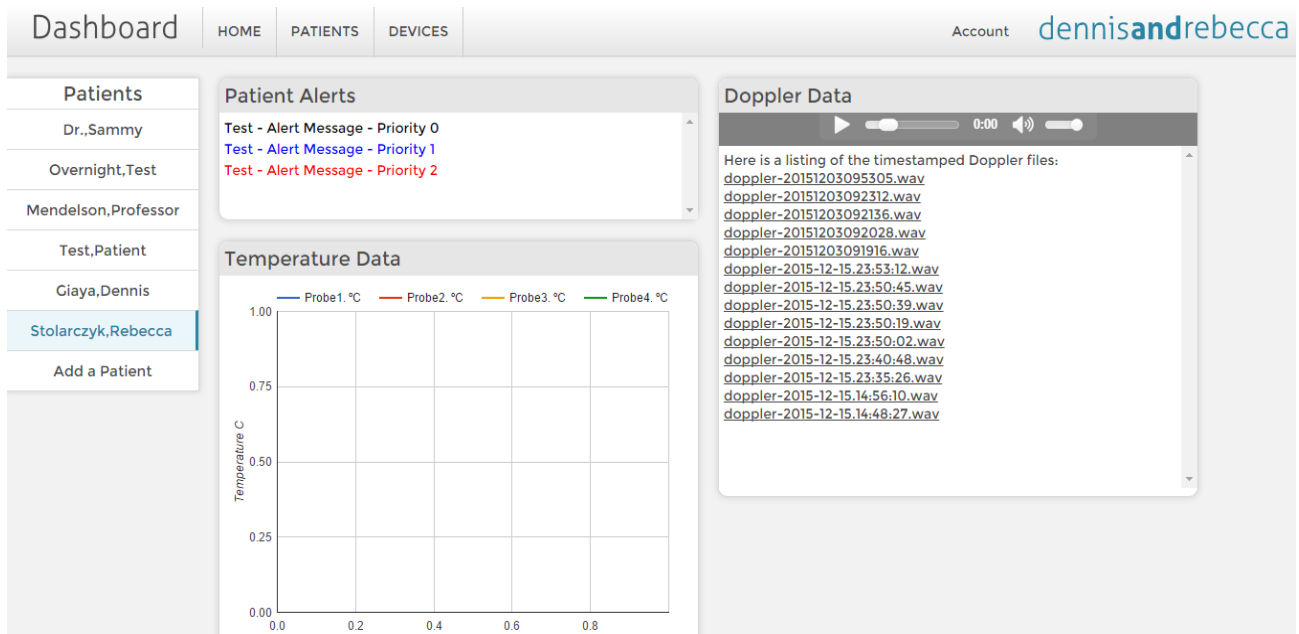 Dashboard
HOME
PATIENTS
DEVICES
Account
dennisandrebecca
Patients
Dr.,Sammy
Overnight,Test
Mendelson,Professor
Test,Patient
Giaya,Dennis
Stolarczyk,Rebecca
Add a Patient
Patient Alerts
Test - Alert Message - Priority 0
Test - Alert Message - Priority 1
Test - Alert Message - Priority 2
Temperature Data
Probe1. ºC
Probe2. ºC
Probe3. ºC
Probe4. ºC
Temperature C
1.00
0.75
0.50
0.25
0.00
0.0
0.2
0.4
0.6
0.8
Doppler Data
0:00
Here is a listing of the timestamped Doppler files:
doppler-20151203095305.wav
doppler-20151203092312.wav
doppler-20151203092136.wav
doppler-20151203092028.wav
doppler-20151203091916.wav
doppler-2015-12-15.23:53:12.wav
doppler-2015-12-15.23:50:45.wav
doppler-2015-12-15.23:50:39.wav
doppler-2015-12-15.23:50:19.wav
doppler-2015-12-15.23:50:02.wav
doppler-2015-12-15.23:40:48.wav
doppler-2015-12-15.23:35:26.wav
doppler-2015-12-15.14:56:10.wav
doppler-2015-12-15.14:48:27.wav